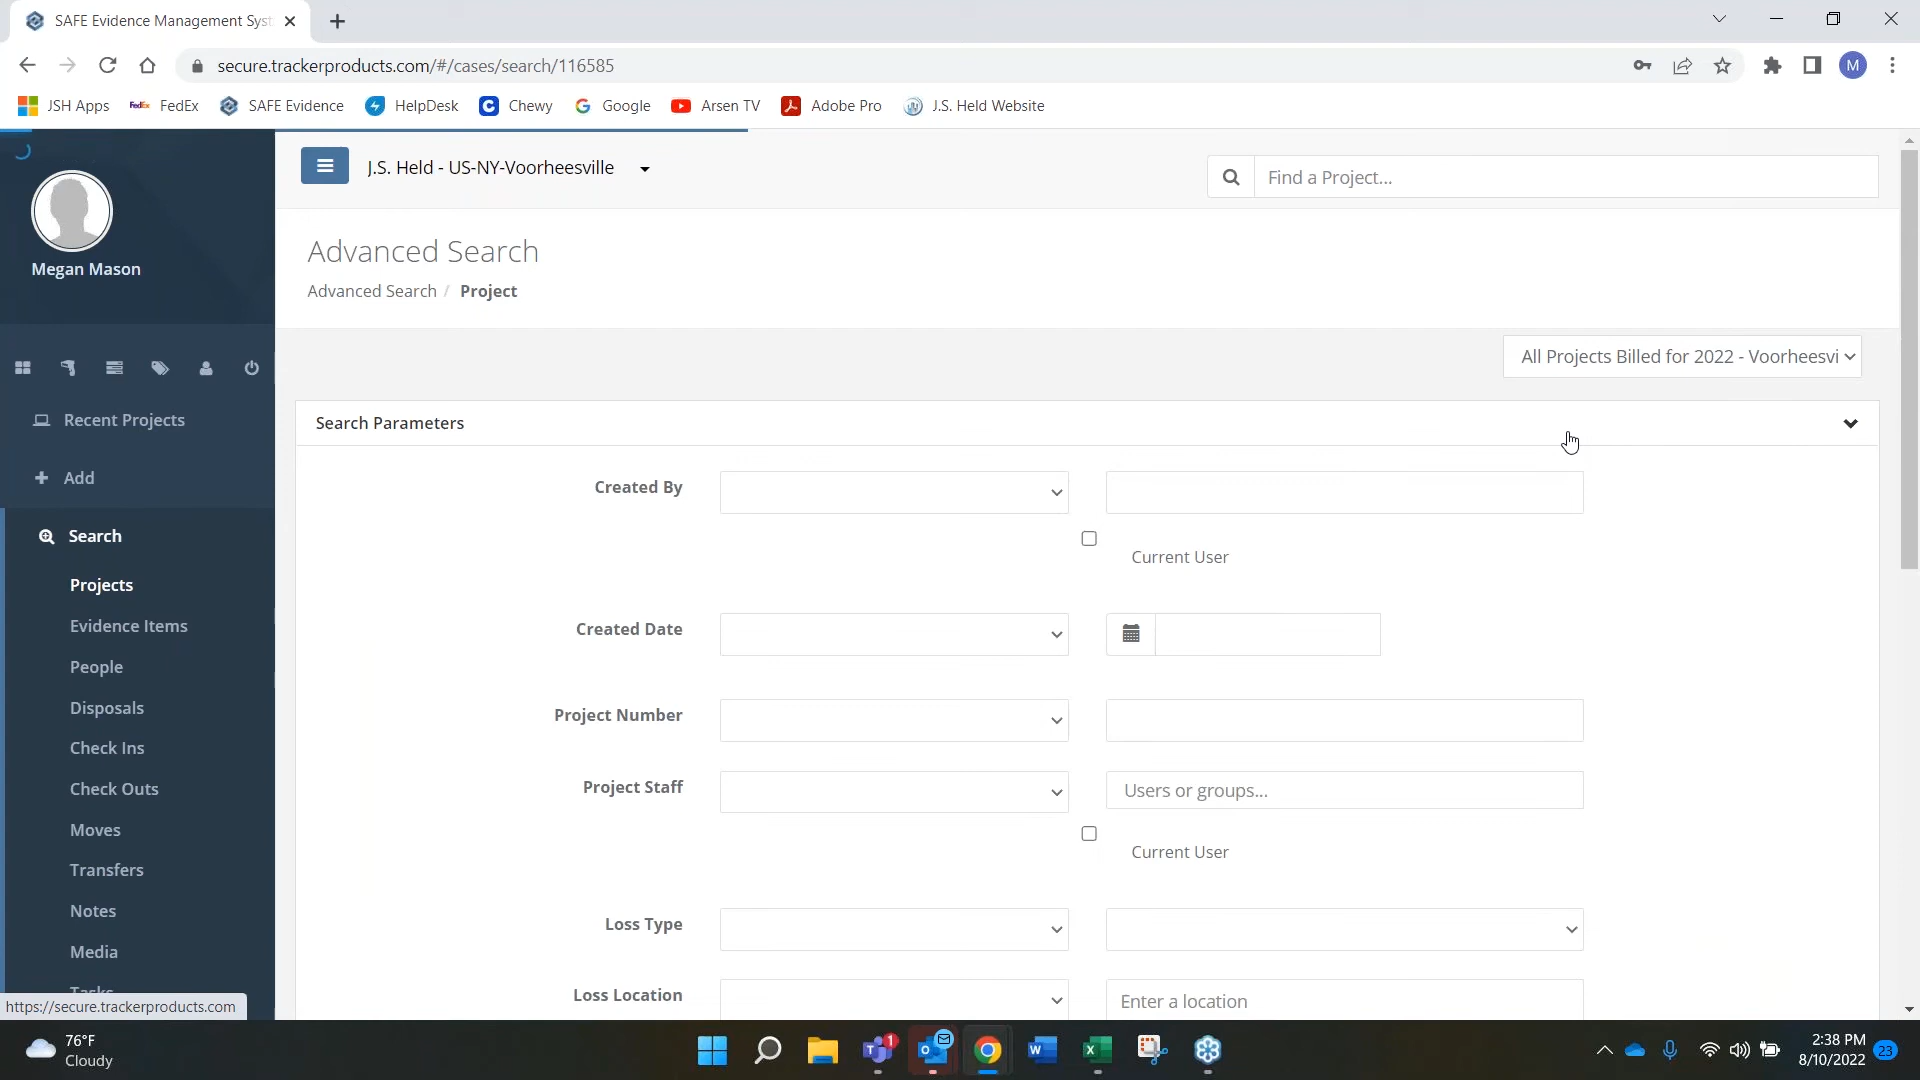 SAFE Evidence Management Syst
secure.trackerproducts.com/#/cases/search/116585
M
JSH Apps
FedEx
SAFE Evidence
HelpDesk
Chewy
Google
Arsen TV
Adobe Pro
J.S. Held Website
J.S. Held - US-NY-Voorheesville
Find a Project...
Megan Mason
Advanced Search
Advanced Search / Project
All Projects Billed for 2022 - Voorheesvi
Recent Projects
Add
Search
Projects
Evidence Items
People
Disposals
Check Ins
Check Outs
Moves
Transfers
Notes
Media
Tasks
https://secure.trackerproducts.com
Search Parameters
Created By
Current User
Created Date
Project Number
Project Staff
Users or groups...
Current User
Loss Type
Loss Location
Enter a location
76°F
Cloudy
1
2:38 PM
8/10/2022
23